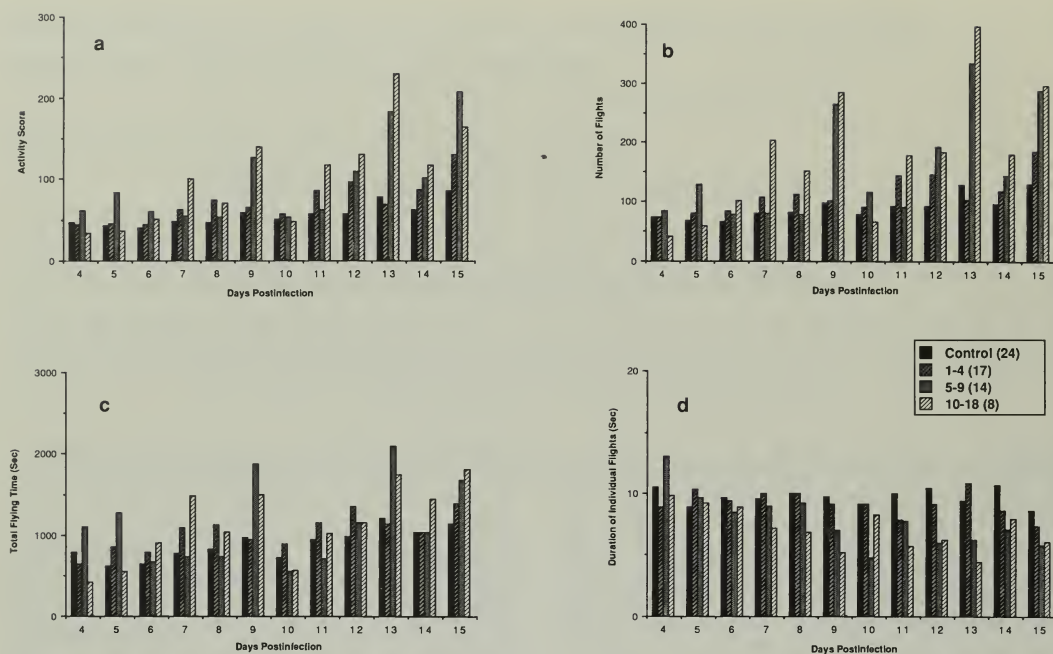 a
300
200
100
0
Activity Score
4 5 6 7 8 9 10 11 12 13 14 15
Days Postinfection
b
400
300
200
100
0
Number of Flights
4 5 6 7 8 9 10 11 12 13 14 15
Days Postinfection
c
3000
2000
1000
0
Total Flying Time (Sec)
4 5 6 7 8 9 10 11 12 13 14 15
Days Postinfection
Control (24)
1-4 (17)
5-9 (14)
10-18 (8)
d
20
10
0
Duration of Individual Flights (Sec)
4 5 6 7 8 9 10 11 12 13 14 15
Days Postinfection